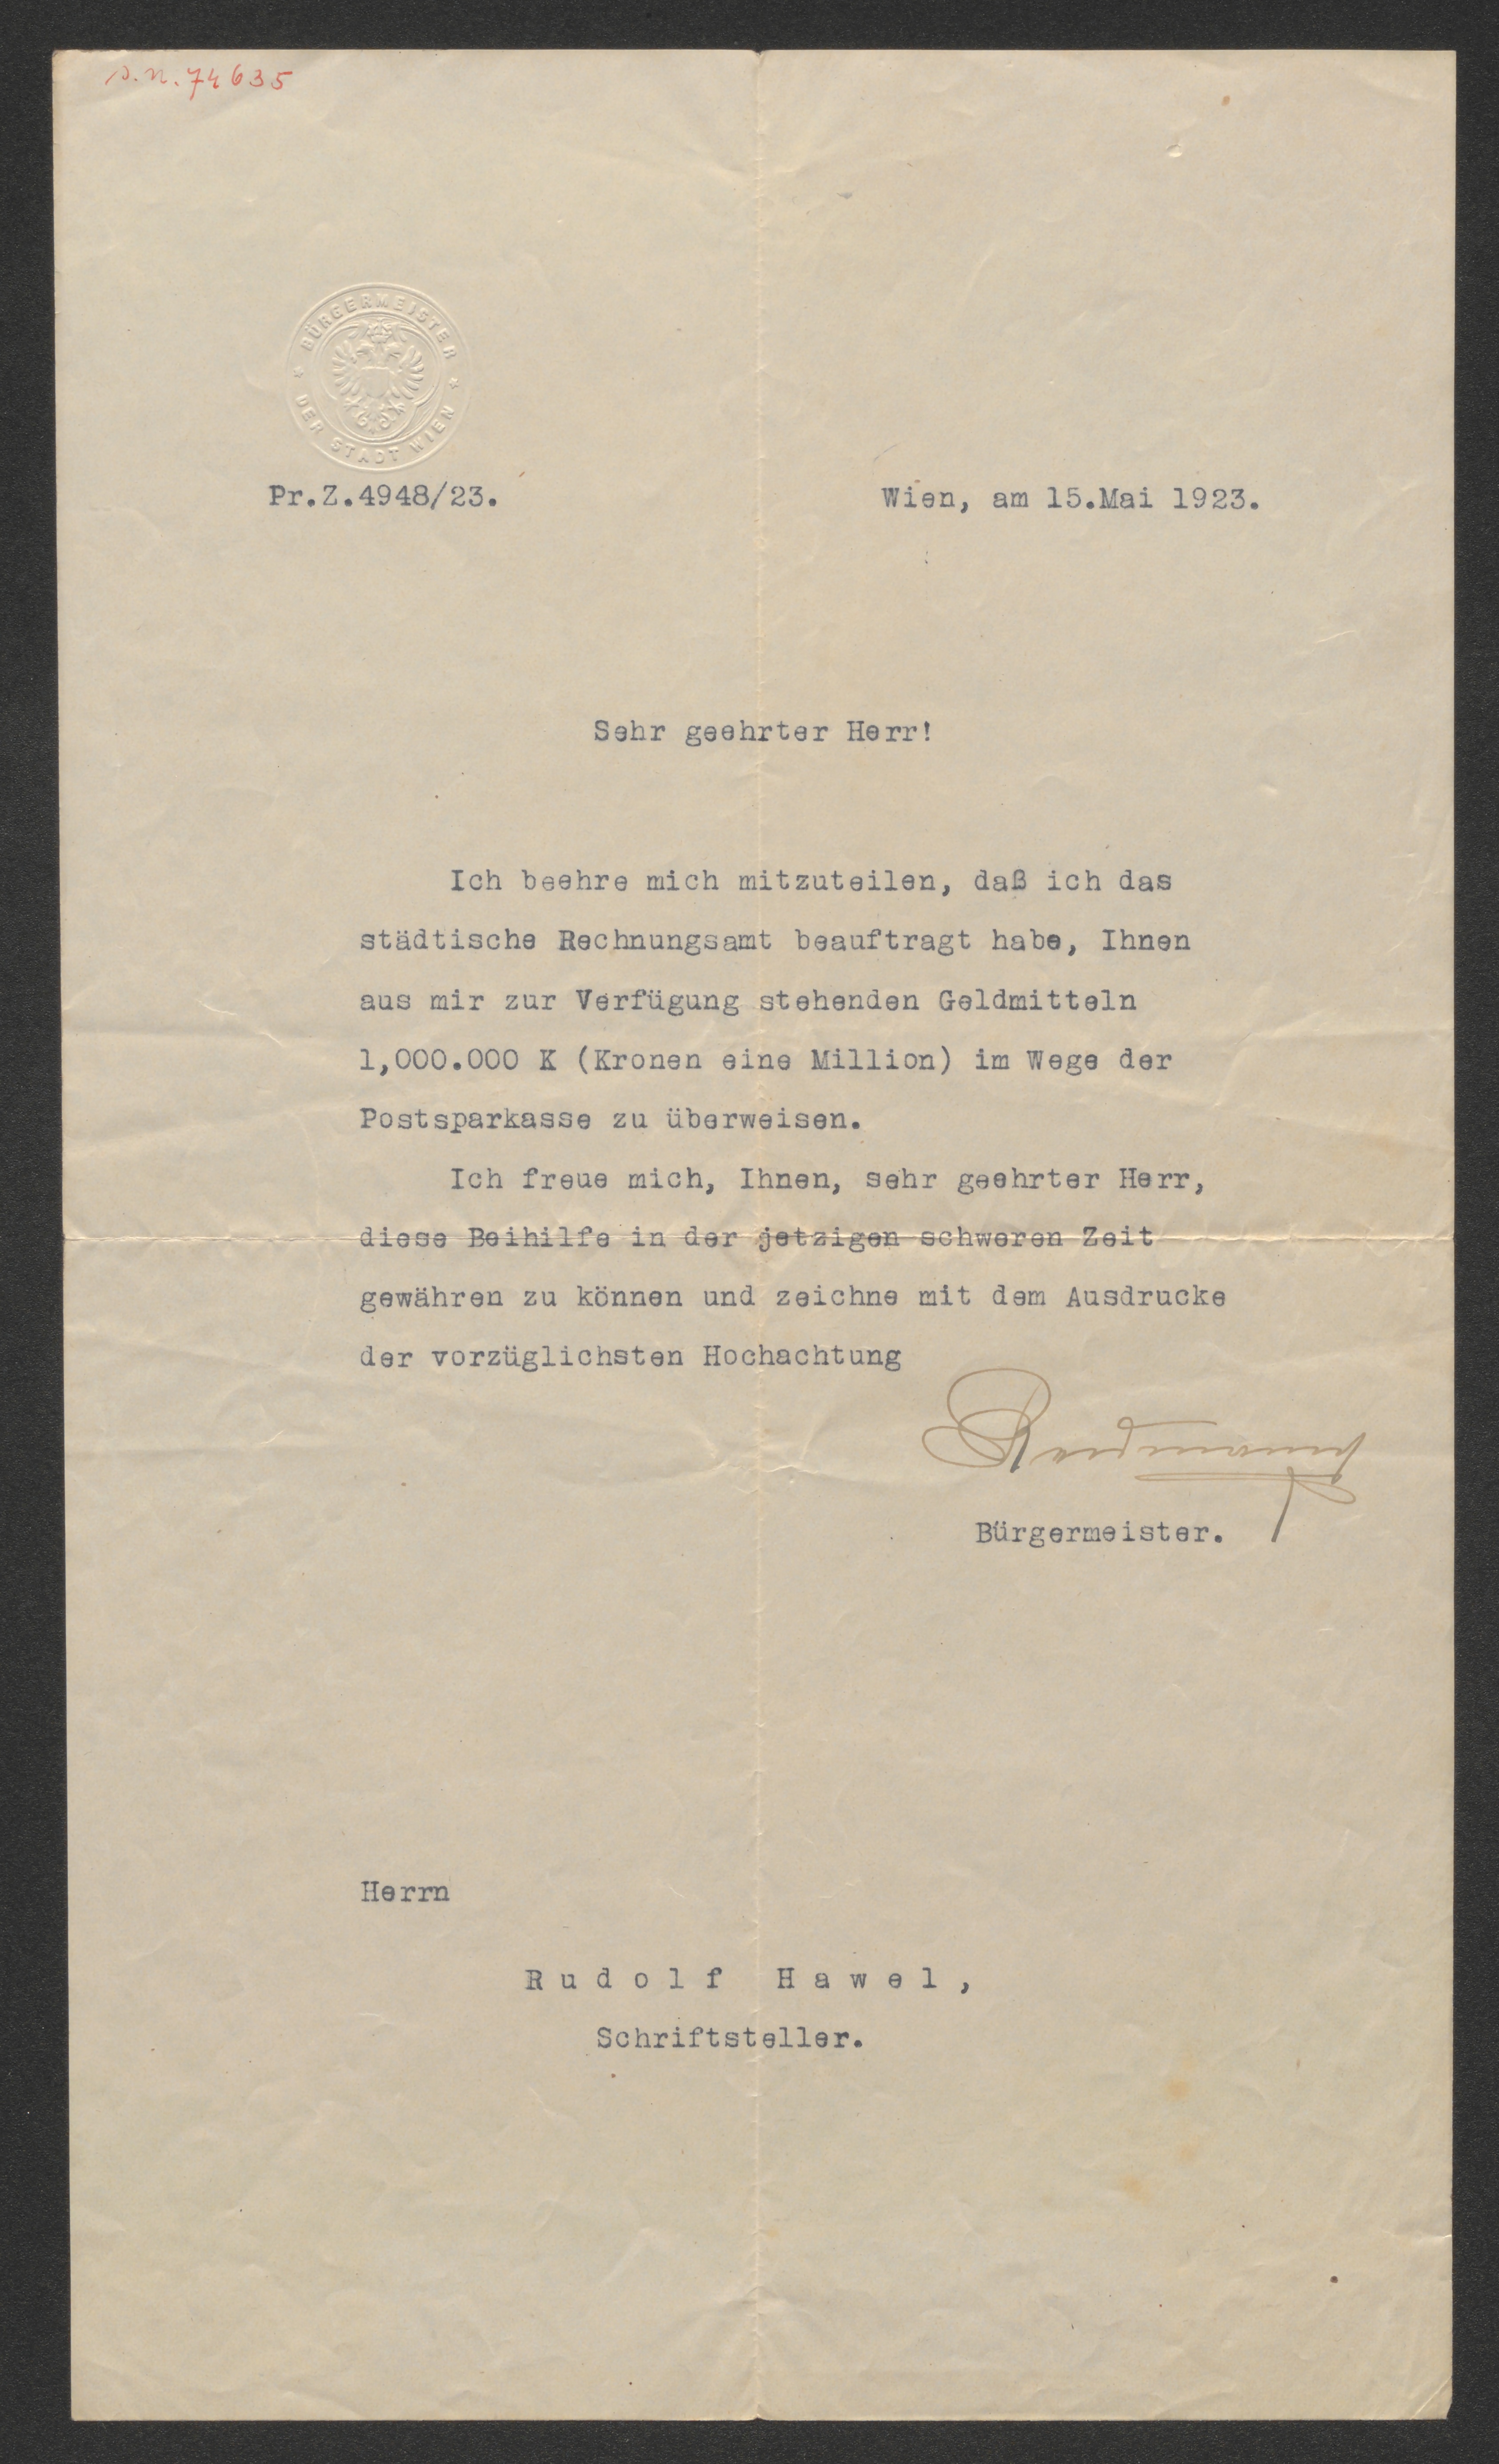 s.n. 74635
* BÜRGERMEISTER *
DER STADT WIEN
Pr.Z.4948/23.
Wien, am 15.Mai 1923.
Sehr geehrter Herr!
Ich beehre mich mitzuteilen, daß ich das
städtische Rechnungsamt beauftragt habe, Ihnen
aus mir zur Verfügung stehenden Geldmitteln
1,000.000 K (Kronen eine Million) im Wege der
Postsparkasse zu überweisen.
Ich freue mich, Ihnen, sehr geehrter Herr,
diese Beihilfe in der jetzigen schweren Zeit
gewähren zu können und zeichne mit dem Ausdrucke
der vorzüglichsten Hochachtung
Reumann
Bürgermeister.
Herrn
Rudolf Hawel,
Schriftsteller.